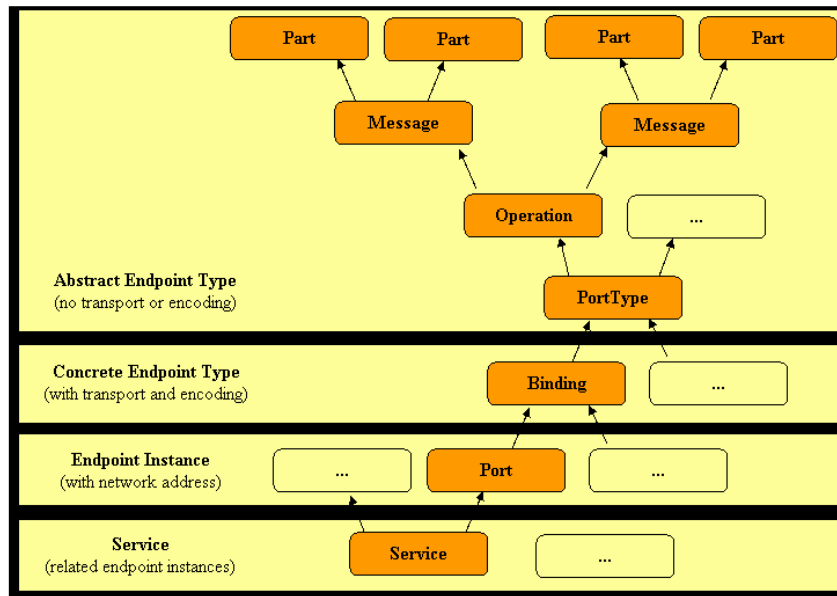 Part
Part
Part
Part
Message
Message
Operation
...
Abstract Endpoint Type
(no transport or encoding)
PortType
Concrete Endpoint Type
(with transport and encoding)
Binding
...
Endpoint Instance
(with network address)
...
Port
...
Service
(related endpoint instances)
Service
...